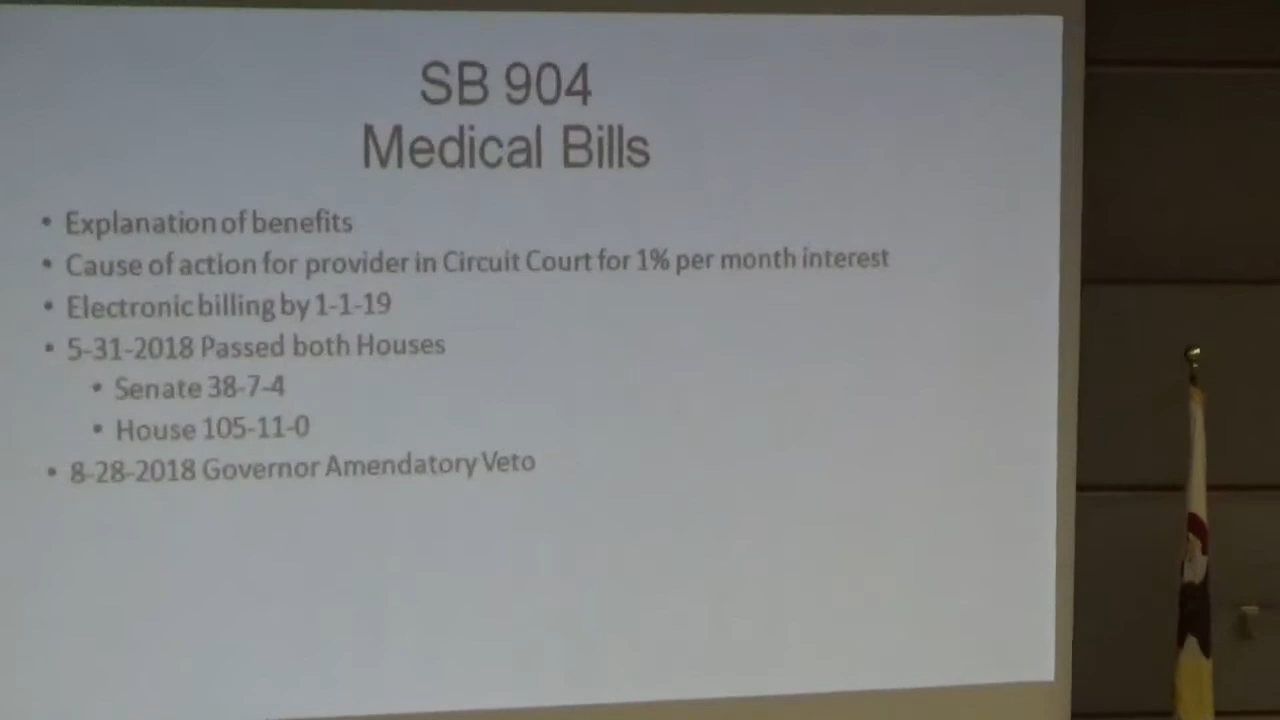 SB 904
Medical Bills
• Explanation of benefits
• Cause of action for provider in Circuit Court for 1% per month interest
• Electronic billing by 1-1-19
• 5-31-2018 Passed both Houses
• Senate 38-7-4
• House 105-11-0
• 8-28-2018 Governor Amendatory Veto